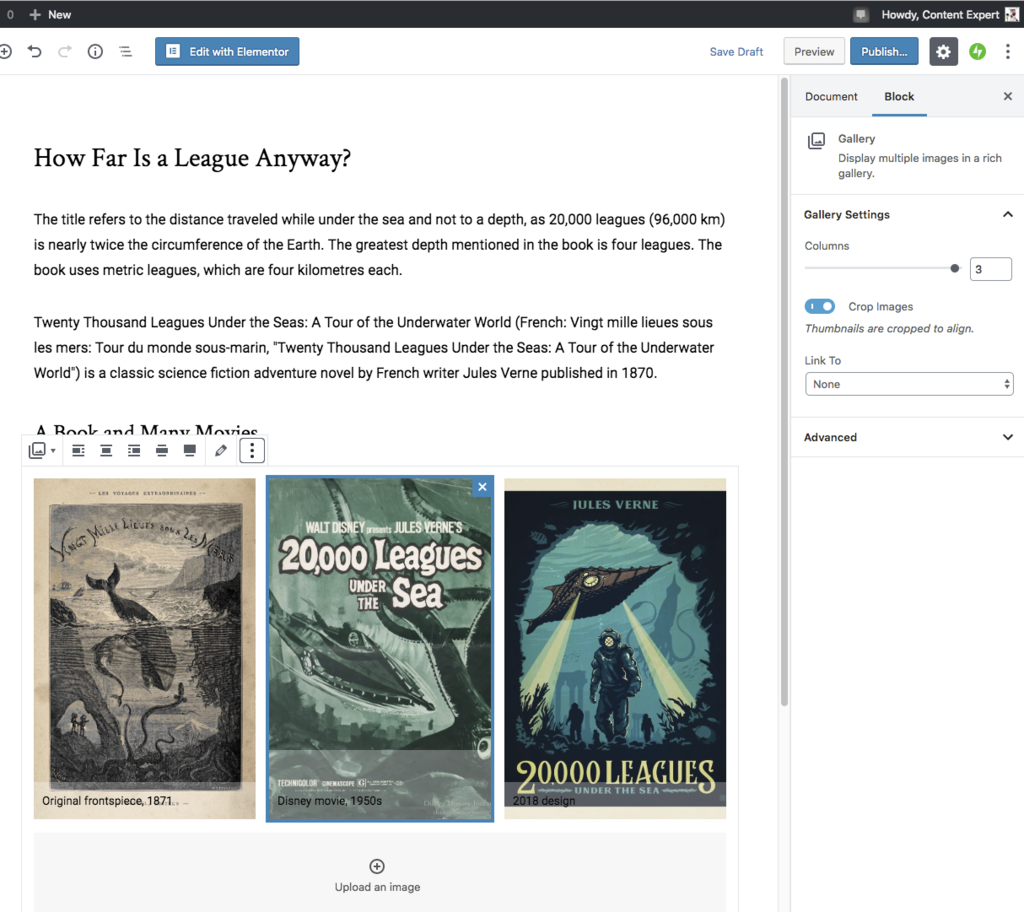 0 + New
Howdy, Content Expert
Edit with Elementor
Save Draft
Preview
Publish...
Document
Block
Gallery
Display multiple images in a rich
gallery.
Gallery Settings
Columns
3
Crop Images
Thumbnails are cropped to align.
Link To
None
Advanced
How Far Is a League Anyway?
The title refers to the distance traveled while under the sea and not to a depth, as 20,000 leagues (96,000 km)
is nearly twice the circumference of the Earth. The greatest depth mentioned in the book is four leagues. The
book uses metric leagues, which are four kilometres each.
Twenty Thousand Leagues Under the Seas: A Tour of the Underwater World (French: Vingt mille lieues sous
les mers: Tour du monde sous-marin, "Twenty Thousand Leagues Under the Seas: A Tour of the Underwater
World") is a classic science fiction adventure novel by French writer Jules Verne published in 1870.
A Book and Many Movies
LES VOYAGES EXTRAORDINAIRES
VINGT MILLE LIEUES SOUS LES MERS
Original frontspiece, 1871
WALT DISNEY presents JULES VERNE'S
20,000 Leagues
UNDER
THE Sea
TECHNICOLOR CINEMASCOPE
Disney movie, 1950s
JULES VERNE
20000 LEAGUES
UNDER THE SEA
2018 design
Upload an image